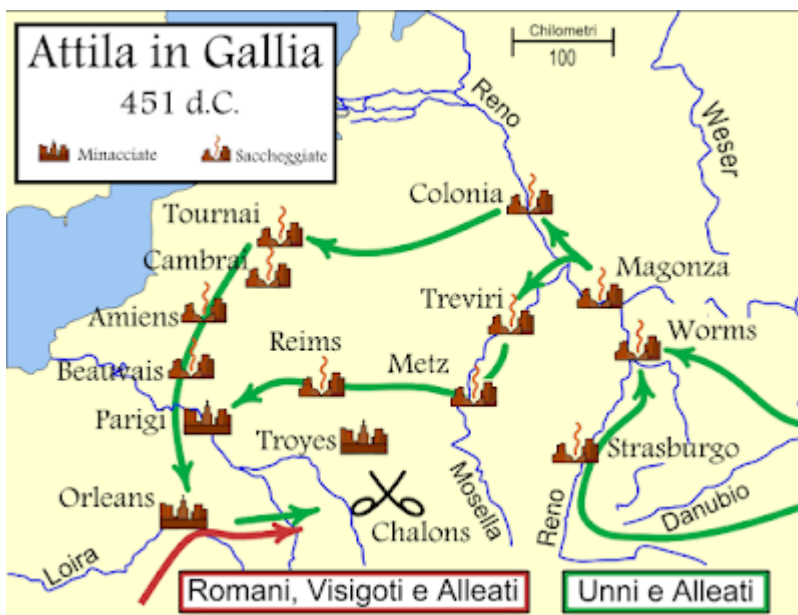 Attila in Gallia
451 d.C.
Minacciate
Saccheggiate
Chilometri
100
Reno
Weser
Colonia
Tournai
Cambrai
Magonza
Treviri
Amiens
Worms
Reims
Metz
Beauvais
Parigi
Troyes
Strasburgo
Mosella
Orleans
Chalons
Reno
Danubio
Loira
Romani, Visigoti e Alleati
Unni e Alleati